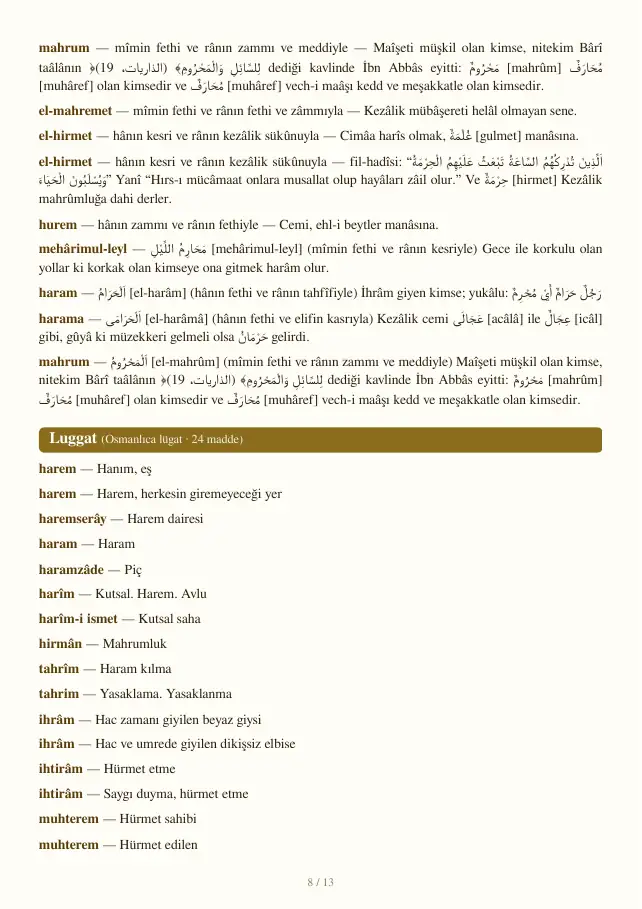 mahrum — mîmin fethi ve rânın zammı ve meddiyle — Maîşeti müşkil olan kimse, nitekim Bârî
taâlânın ﴿لِلسَّائِلِ وَالْمَحْرُومِ﴾ (الذاريات، 19) dediği kavlinde İbn Abbâs eyitti: مَحْرُومٌ [mahrûm] مُحَارَفٌ
[muhâref] olan kimsedir ve مُحَارَفٌ [muhâref] vech-i maâşı kedd ve meşakkatle olan kimsedir.
el-mahremet — mîmin fethi ve rânın fethi ve zâmmıyla — Kezâlik mübâşereti helâl olmayan sene.
el-hirmet — hânın kesri ve rânın kezâlik sükûnuyla — Cimâa harîs olmak, غُلْمَةٌ [gulmet] manâsına.
el-hirmet — hânın kesri ve rânın kezâlik sükûnuyla — fil-hadîsi: “اَلَّذِينَ تُدْرِكُهُمُ السَّاعَةُ تُبْعَثُ عَلَيْهِمُ الْحِرْمَةُ
وَيُسْلَبُونَ الْحَيَاءَ” Yanî “Hırs-ı mücâmaat onlara musallat olup hayâları zâil olur.” Ve حِرْمَةٌ [hirmet] Kezâlik
mahrûmluğa dahi derler.
hurem — hânın zammı ve rânın fethiyle — Cemi, ehl-i beytler manâsına.
mehârimul-leyl — مَحَارِمُ اللَّيْلِ [mehârimul-leyl] (mîmin fethi ve rânın kesriyle) Gece ile korkulu olan
yollar ki korkak olan kimseye ona gitmek harâm olur.
haram — اَلْحَرَامُ [el-harâm] (hânın fethi ve rânın tahfîfiyle) İhrâm giyen kimse; yukâlu: رَجُلٌ حَرَامٌ أَيْ مُحْرِمٌ
harama — اَلْحَرَامَى [el-harâmâ] (hânın fethi ve elifin kasrıyla) Kezâlik cemi عَجَالَى [acâlâ] ile عِجَالٌ [icâl]
gibi, gûyâ ki müzekkeri gelmeli olsa حَرْمَانُ gelirdi.
mahrum — اَلْمَحْرُومُ [el-mahrûm] (mîmin fethi ve rânın zammı ve meddiyle) Maîşeti müşkil olan kimse,
nitekim Bârî taâlânın ﴿لِلسَّائِلِ وَالْمَحْرُومِ﴾ (الذاريات، 19) dediği kavlinde İbn Abbâs eyitti: مَحْرُومٌ [mahrûm]
مُحَارَفٌ [muhâref] olan kimsedir ve مُحَارَفٌ [muhâref] vech-i maâşı kedd ve meşakkatle olan kimsedir.
Luggat (Osmanlıca lügat · 24 madde)
harem — Hanım, eş
harem — Harem, herkesin giremeyeceği yer
haremserây — Harem dairesi
haram — Haram
haramzâde — Piç
harîm — Kutsal. Harem. Avlu
harîm-i ismet — Kutsal saha
hirmân — Mahrumluk
tahrîm — Haram kılma
tahrim — Yasaklama. Yasaklanma
ihrâm — Hac zamanı giyilen beyaz giysi
ihrâm — Hac ve umrede giyilen dikişsiz elbise
ihtirâm — Hürmet etme
ihtirâm — Saygı duyma, hürmet etme
muhterem — Hürmet sahibi
muhterem — Hürmet edilen
8 / 13